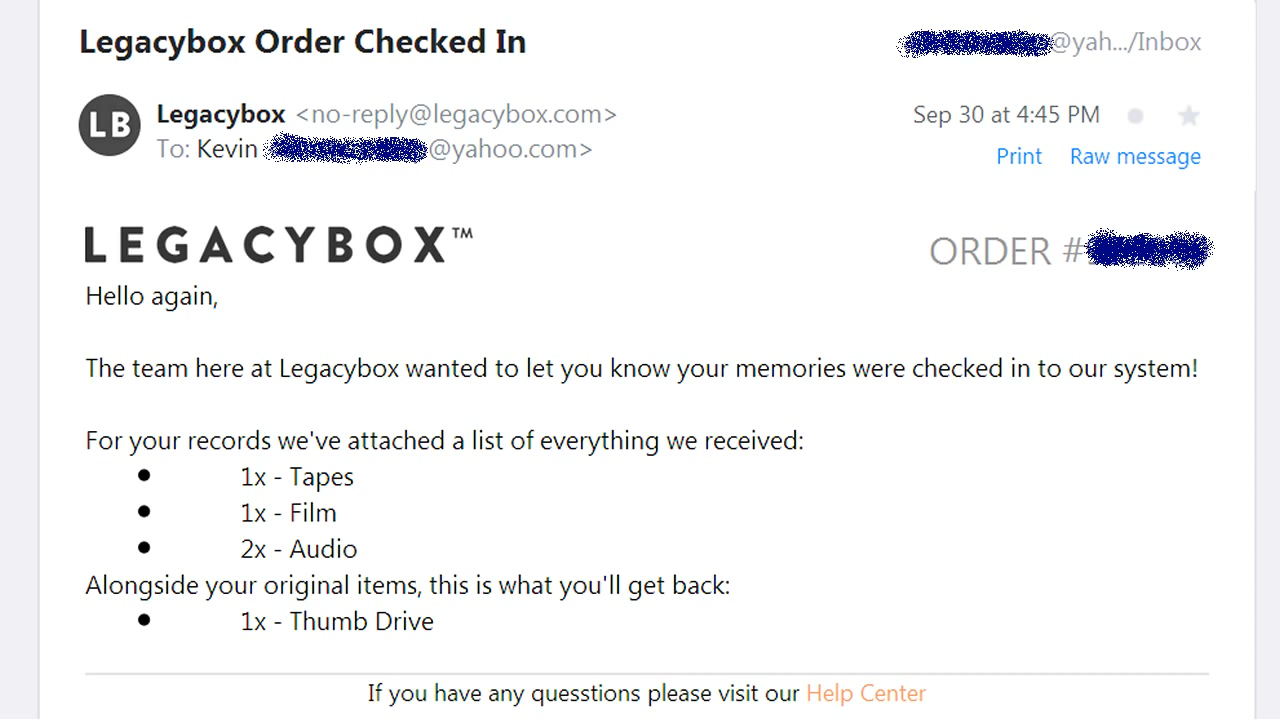 Legacybox Order Checked In
@yah.../Inbox
LB
Legacybox <no-reply@legacybox.com>
Sep 30 at 4:45 PM
To: Kevin @yahoo.com>
Print Raw message
LEGACYBOX™
ORDER #
Hello again,
The team here at Legacybox wanted to let you know your memories were checked in to our system!
For your records we've attached a list of everything we received:
● 1x - Tapes
● 1x - Film
● 2x - Audio
Alongside your original items, this is what you'll get back:
● 1x - Thumb Drive
If you have any quesstions please visit our Help Center